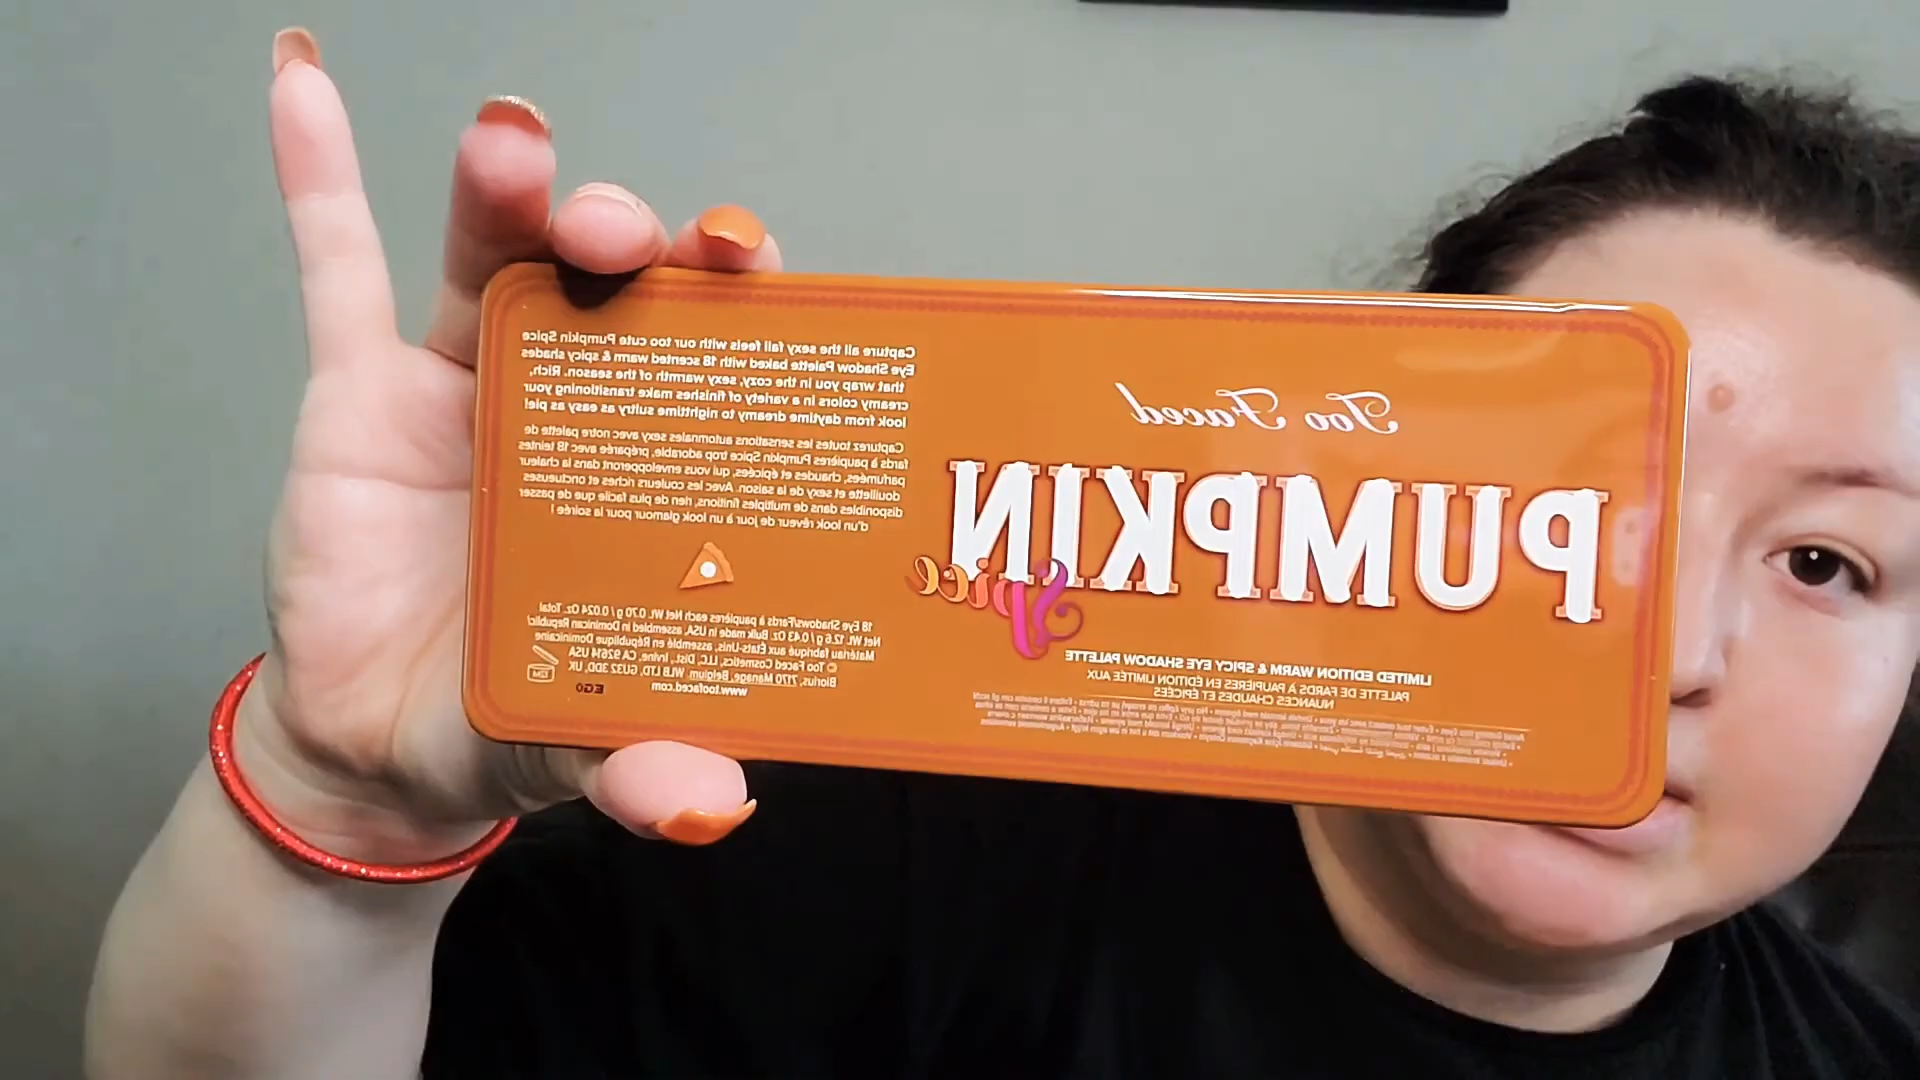 Too Faced
PUMPKIN
Spice
LIMITED EDITION WARM & SPICY EYE SHADOW PALETTE
PALETTE DE FARDS À PAUPIÈRES EN ÉDITION LIMITÉE AUX
NUANCES CHAUDES ET ÉPICÉES
Capture all the sexy fall feels with our too cute Pumpkin Spice
Eye Shadow Palette baked with 18 scented warm & spicy shades
that wrap you in the cozy, sexy warmth of the season. Rich,
creamy colors in a variety of finishes make transitioning your
look from daytime dreamy to nighttime sultry as easy as pie!
Capturez toutes les sensations automnales sexy avec notre palette de
fards à paupières Pumpkin Spice trop adorable, préparée avec 18 teintes
parfumées, chaudes et épicées, qui vous envelopperont dans la chaleur
douillette et sexy de la saison. Avec les couleurs riches et onctueuses
disponibles dans de multiples finitions, rien de plus facile que de passer
d'un look rêveur de jour à un look glamour pour la soirée !
18 Eye Shadows/Fards à paupières each Net Wt. 0.70 g / 0.024 Oz. Total
Net Wt. 12.6 g / 0.43 Oz. Bulk made in USA, assembled in Dominican Republic/
Matériau fabriqué aux États-Unis, assemblé en République Dominicaine
© Too Faced Cosmetics, LLC, Dist., Irvine, CA 92614 USA
Biorius, 7170 Manage, Belgium. WLB LTD, GU32 3DD, UK
www.toofaced.com
12M
EG0